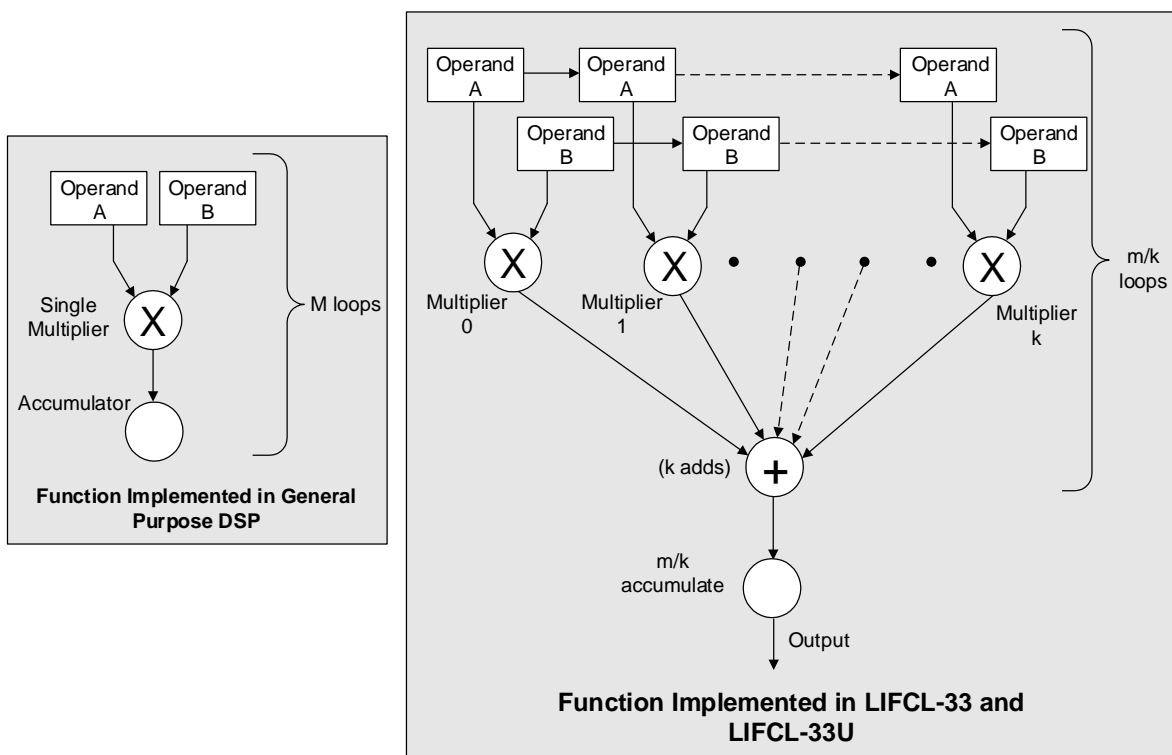 Operand
A
Operand
B
Single
Multiplier
X
M loops
Accumulator
Function Implemented in General
Purpose DSP
Operand
A
Operand
A
Operand
A
Operand
B
Operand
B
Operand
B
X
X
X
Multiplier
0
Multiplier
1
Multiplier
k
m/k
loops
(k adds)
+
m/k
accumulate
Output
Function Implemented in LIFCL-33 and
LIFCL-33U